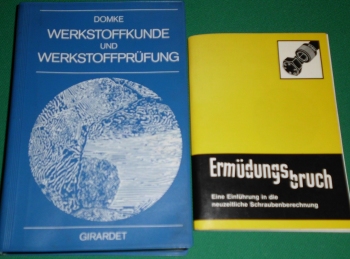 DOMKE
WERKSTOFFKUNDE
UND
WERKSTOFFPRÜFUNG
GIRARDET
Ermüdungsbruch
Eine Einführung in die
neuzeitliche Schraubenberechnung